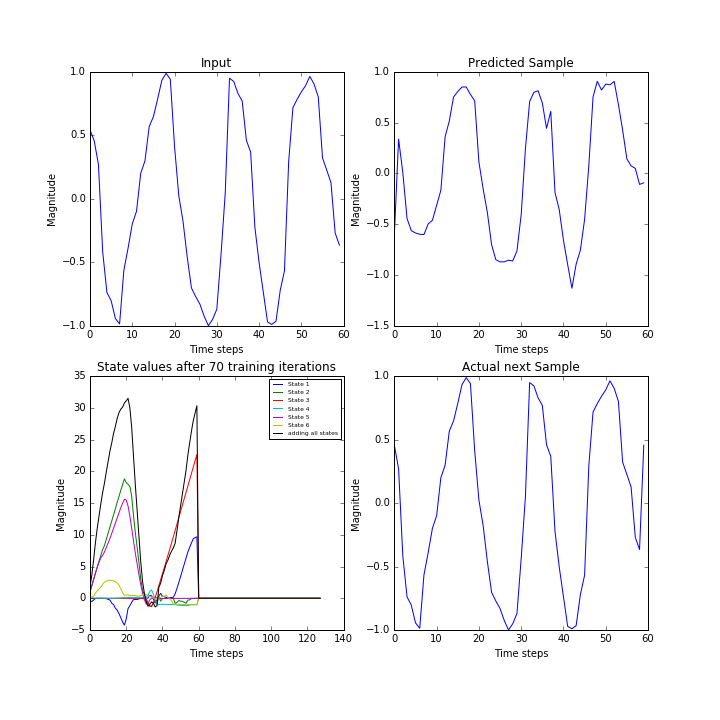 Input
1.0
0.5
0.0
−0.5
−1.0
Magnitude
0 10 20 30 40 50 60
Time steps
Predicted Sample
1.0
0.5
0.0
−0.5
−1.0
−1.5
Magnitude
0 10 20 30 40 50 60
Time steps
State values after 70 training iterations
35
30
25
20
15
10
5
0
−5
Magnitude
State 1
State 2
State 3
State 4
State 5
State 6
adding all states
0 20 40 60 80 100 120 140
Time steps
Actual next Sample
1.0
0.5
0.0
−0.5
−1.0
Magnitude
0 10 20 30 40 50 60
Time steps